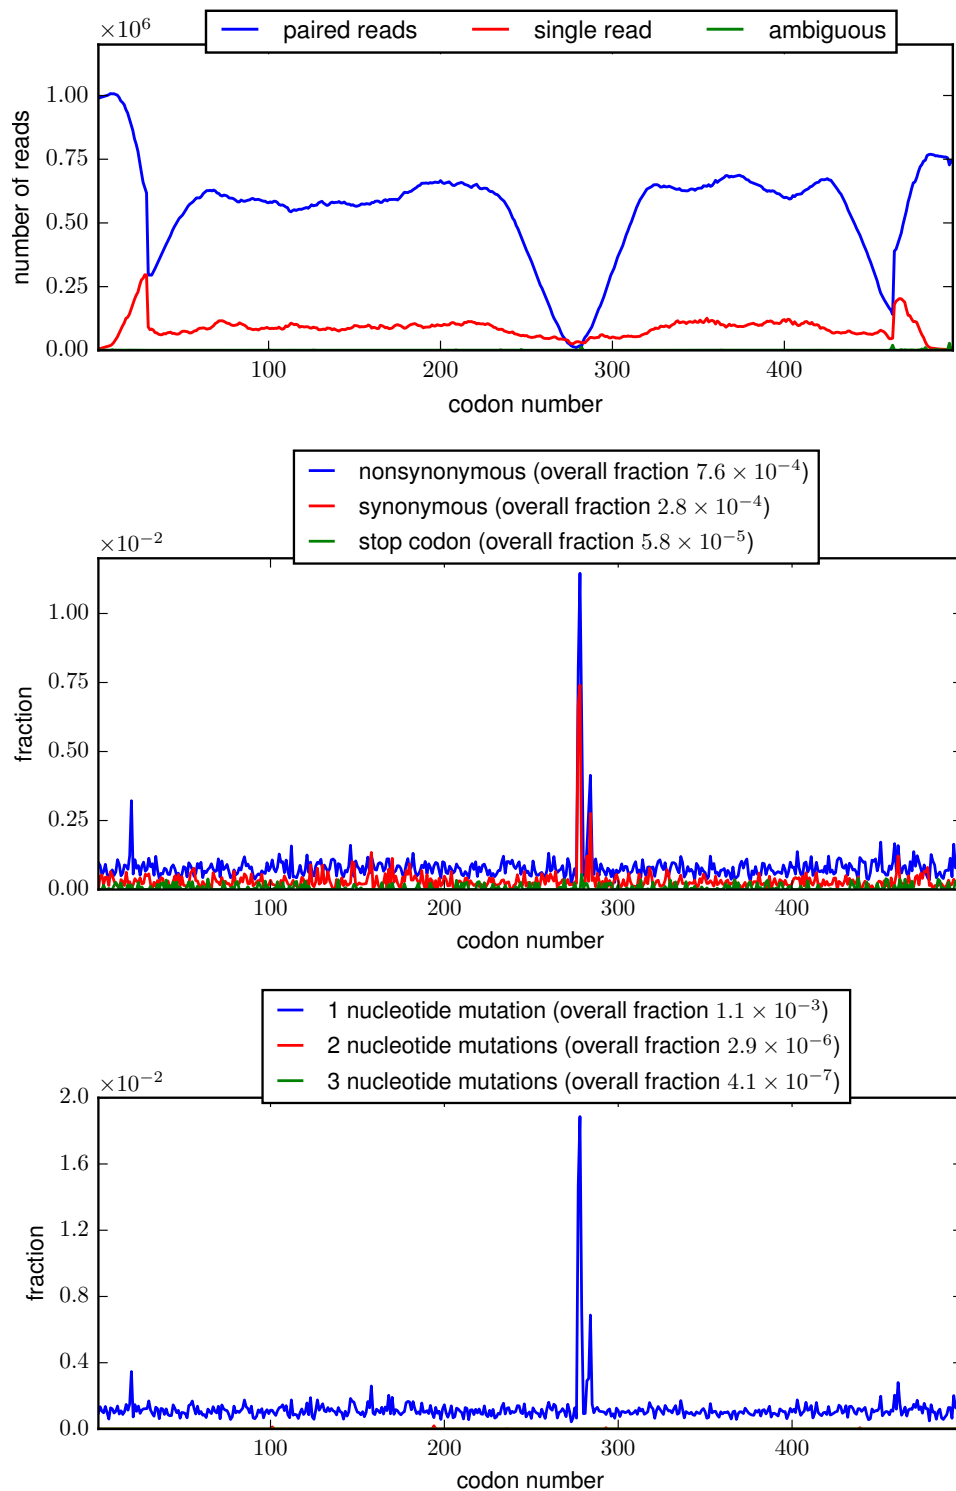 ×10⁶
paired reads single read ambiguous
1.00
0.75
0.50
0.25
0.00
number of reads
100 200 300 400
codon number
nonsynonymous (overall fraction 7.6 × 10⁻⁴)
synonymous (overall fraction 2.8 × 10⁻⁴)
stop codon (overall fraction 5.8 × 10⁻⁵)
×10⁻²
1.00
0.75
0.50
0.25
0.00
fraction
100 200 300 400
codon number
1 nucleotide mutation (overall fraction 1.1 × 10⁻³)
2 nucleotide mutations (overall fraction 2.9 × 10⁻⁶)
3 nucleotide mutations (overall fraction 4.1 × 10⁻⁷)
×10⁻²
2.0
1.6
1.2
0.8
0.4
0.0
fraction
100 200 300 400
codon number